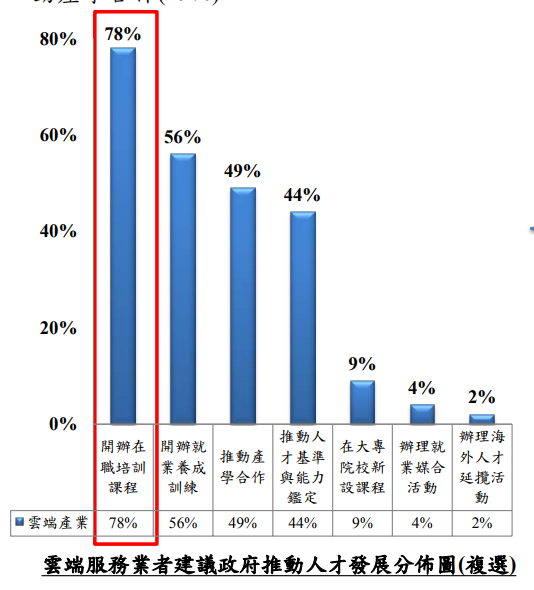 80%
60%
40%
20%
0%
78%
56%
49%
44%
9%
4%
2%
開辦在
職培訓
課程
開辦就
業養成
訓練
推動產
學合作
推動人
才基準
與能力
鑑定
在大專
院校新
設課程
辦理就
業媒合
活動
辦理海
外人才
延攬活
動
雲端產業 78% 56% 49% 44% 9% 4% 2%
雲端服務業者建議政府推動人才發展分佈圖(複選)